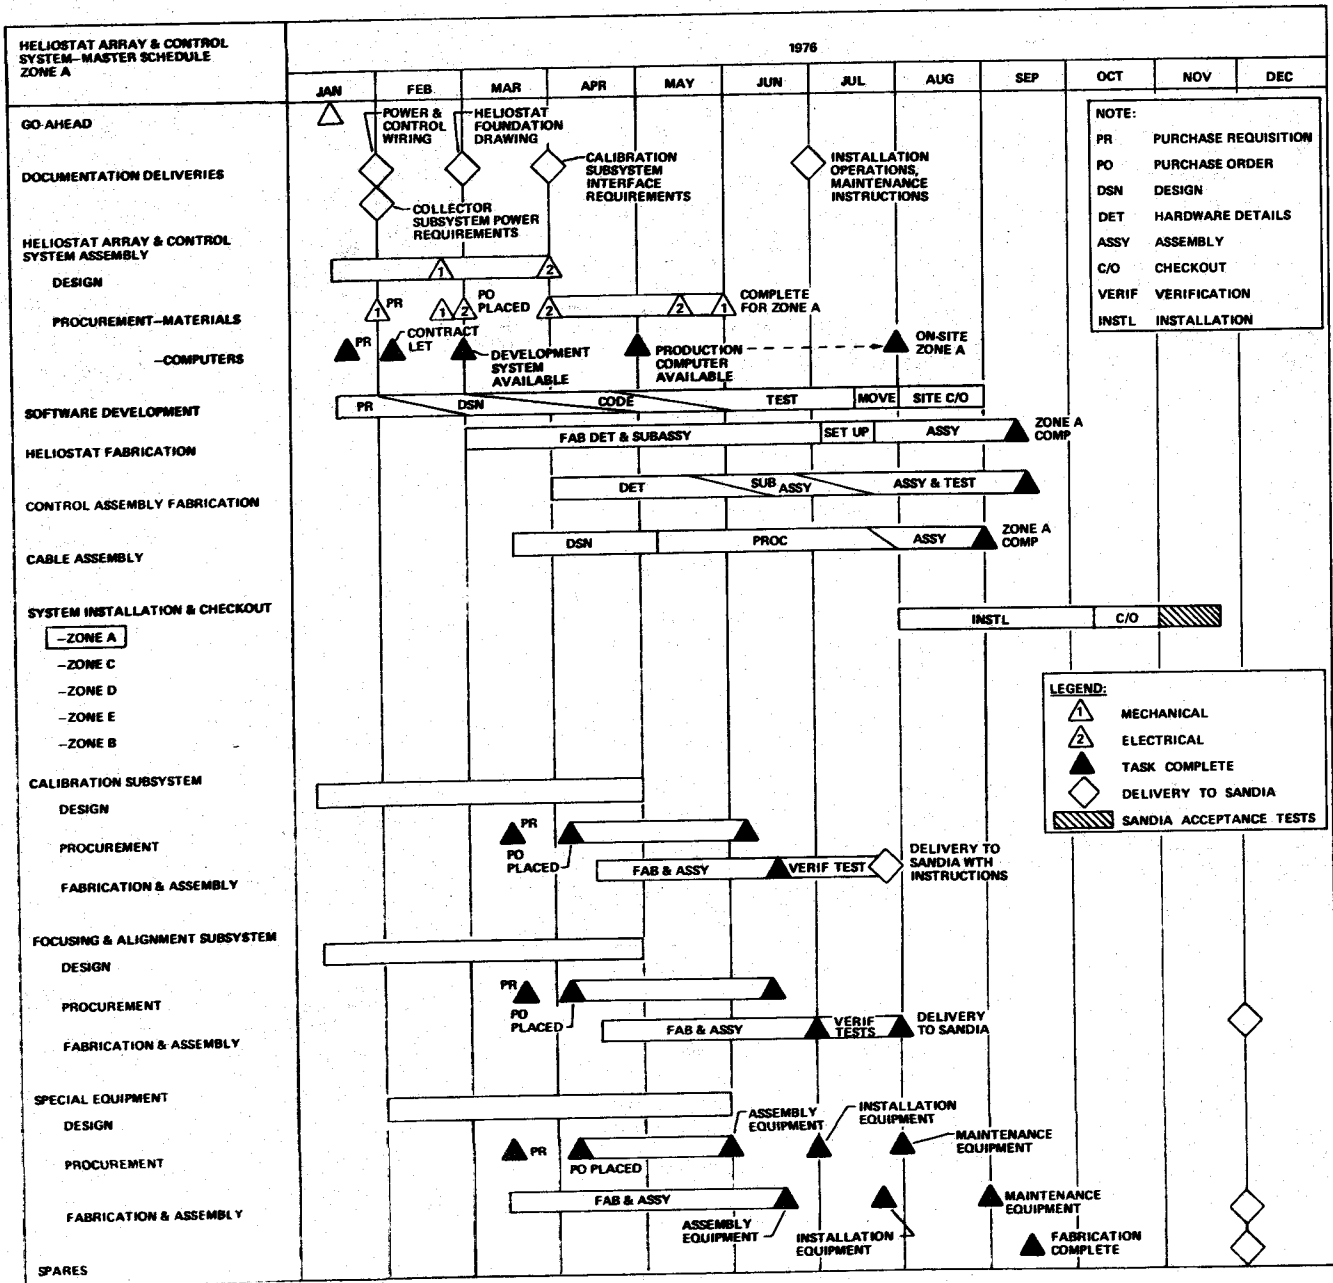 HELIOSTAT ARRAY & CONTROL
SYSTEM–MASTER SCHEDULE
ZONE A
1976
JAN
FEB
MAR
APR
MAY
JUN
JUL
AUG
SEP
OCT
NOV
DEC
GO-AHEAD
POWER &
CONTROL
WIRING
HELIOSTAT
FOUNDATION
DRAWING
DOCUMENTATION DELIVERIES
CALIBRATION
SUBSYSTEM
INTERFACE
REQUIREMENTS
INSTALLATION
OPERATIONS,
MAINTENANCE
INSTRUCTIONS
COLLECTOR
SUBSYSTEM POWER
REQUIREMENTS
NOTE:
PR PURCHASE REQUISITION
PO PURCHASE ORDER
DSN DESIGN
DET HARDWARE DETAILS
ASSY ASSEMBLY
C/O CHECKOUT
VERIF VERIFICATION
INSTL INSTALLATION
HELIOSTAT ARRAY & CONTROL
SYSTEM ASSEMBLY
DESIGN
1
2
PROCUREMENT–MATERIALS
1
PR
1
2
PO
PLACED
2
2
1
COMPLETE
FOR ZONE A
–COMPUTERS
PR
CONTRACT
LET
DEVELOPMENT
SYSTEM
AVAILABLE
PRODUCTION
COMPUTER
AVAILABLE
ON-SITE
ZONE A
SOFTWARE DEVELOPMENT
PR
DSN
CODE
TEST
MOVE
SITE C/O
HELIOSTAT FABRICATION
FAB DET & SUBASSY
SET UP
ASSY
ZONE A
COMP
CONTROL ASSEMBLY FABRICATION
DET
SUB
ASSY
ASSY & TEST
CABLE ASSEMBLY
DSN
PROC
ASSY
ZONE A
COMP
SYSTEM INSTALLATION & CHECKOUT
INSTL
C/O
–ZONE A
–ZONE C
–ZONE D
–ZONE E
–ZONE B
LEGEND:
1 MECHANICAL
2 ELECTRICAL
TASK COMPLETE
DELIVERY TO SANDIA
SANDIA ACCEPTANCE TESTS
CALIBRATION SUBSYSTEM
DESIGN
PROCUREMENT
PR
PO
PLACED
FABRICATION & ASSEMBLY
FAB & ASSY
VERIF TEST
DELIVERY TO
SANDIA WTH
INSTRUCTIONS
FOCUSING & ALIGNMENT SUBSYSTEM
DESIGN
PROCUREMENT
PR
PO
PLACED
FABRICATION & ASSEMBLY
FAB & ASSY
VERIF
TESTS
DELIVERY
TO SANDIA
SPECIAL EQUIPMENT
DESIGN
PROCUREMENT
PR
PO PLACED
ASSEMBLY
EQUIPMENT
INSTALLATION
EQUIPMENT
MAINTENANCE
EQUIPMENT
FABRICATION & ASSEMBLY
FAB & ASSY
ASSEMBLY
EQUIPMENT
INSTALLATION
EQUIPMENT
MAINTENANCE
EQUIPMENT
SPARES
FABRICATION
COMPLETE